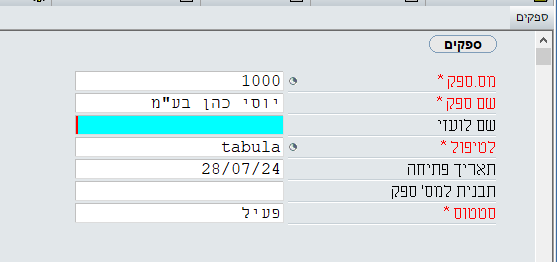 ספקים
ספקים
מס. ספק * 1000
שם ספק * יוסי כהן בע"מ
שם לועזי
לטיפול * tabula
תאריך פתיחה 28/07/24
תבנית למס' ספק
סטטוס * פעיל